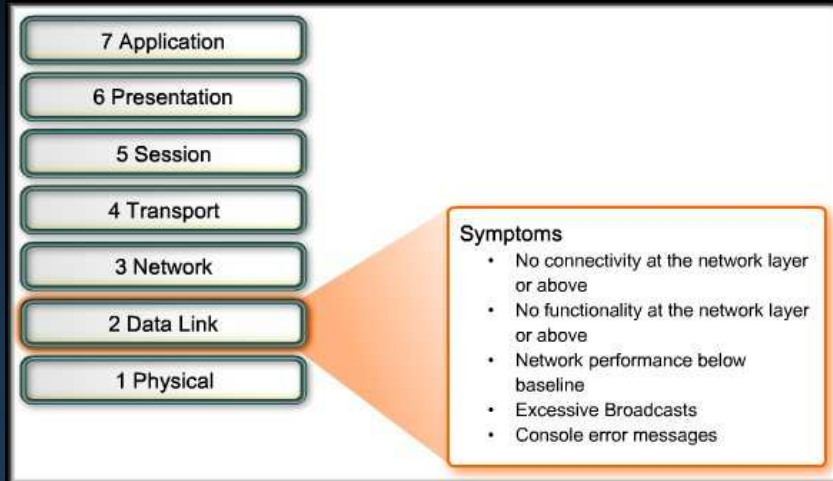 7 Application
6 Presentation
5 Session
4 Transport
3 Network
2 Data Link
1 Physical
Symptoms
• No connectivity at the network layer
or above
• No functionality at the network layer
or above
• Network performance below
baseline
• Excessive Broadcasts
• Console error messages